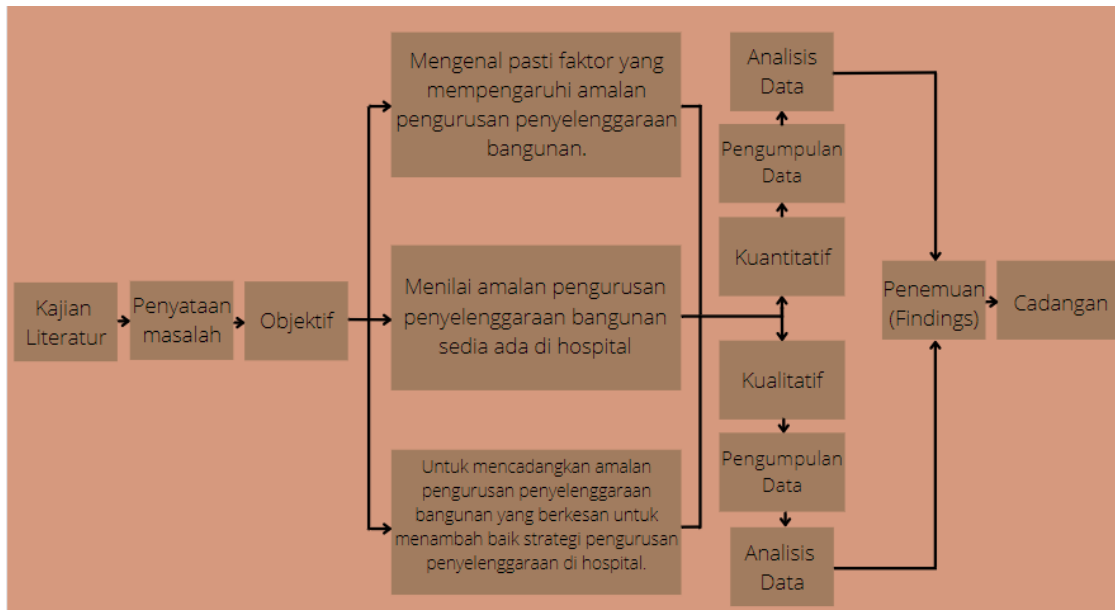 Kajian
Literatur
Penyataan
masalah
Objektif
Mengenal pasti faktor yang
mempengaruhi amalan
pengurusan penyelenggaraan
bangunan.
Menilai amalan pengurusan
penyelenggaraan bangunan
sedia ada di hospital
Untuk mencadangkan amalan
pengurusan penyelenggaraan
bangunan yang berkesan untuk
menambah baik strategi pengurusan
penyelenggaraan di hospital.
Analisis
Data
Pengumpulan
Data
Kuantitatif
Kualitatif
Pengumpulan
Data
Analisis
Data
Penemuan
(Findings)
Cadangan